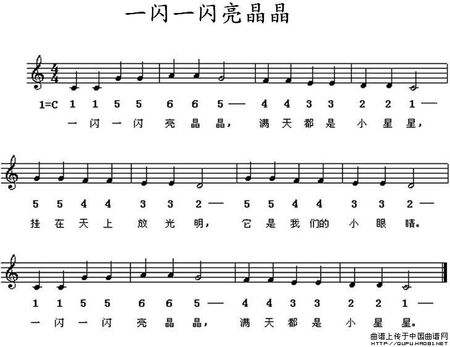 一闪一闪亮晶晶
4
4
1=C 1 1 5 5 6 6 5— 4 4 3 3 2 2 1—
一 闪 一 闪 亮 晶 晶， 满 天 都 是 小 星 星，
5 5 4 4 3 3 2— 5 5 4 4 3 3 2—
挂 在 天 上 放 光 明， 它 是 我 们 的 小 眼 睛。
1 1 5 5 6 6 5— 4 4 3 3 2 2 1—
一 闪 一 闪 亮 晶 晶， 满 天 都 是 小 星 星。
曲谱上传于中国曲谱网